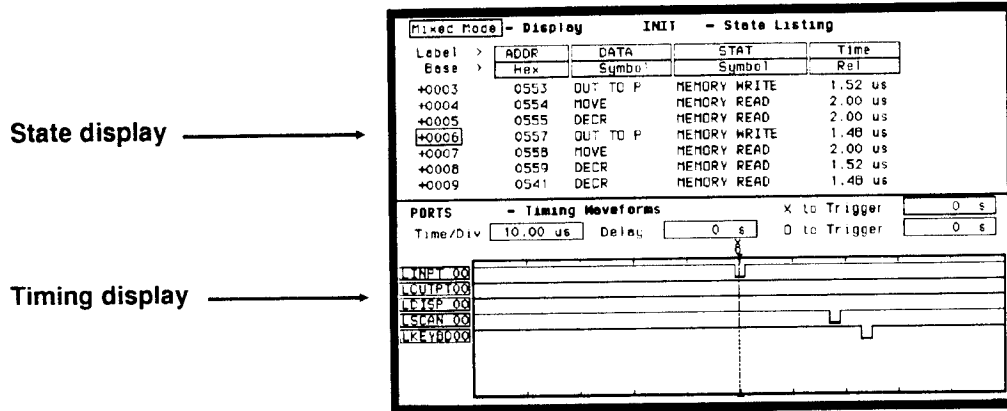 Mixed Mode - Display INIT - State Listing
Label > ADDR DATA STAT Time
Base > Hex Symbol Symbol Rel
+0003 0553 OUT TO P MEMORY WRITE 1.52 us
+0004 0554 MOVE MEMORY READ 2.00 us
+0005 0555 DECR MEMORY READ 2.00 us
State display
+0006 0557 OUT TO P MEMORY WRITE 1.48 us
+0007 0558 MOVE MEMORY READ 2.00 us
+0008 0559 DECR MEMORY READ 1.52 us
+0009 0541 DECR MEMORY READ 1.48 us
PORTS - Timing Waveforms X to Trigger 0 s
Time/Div 10.00 us Delay 0 s O to Trigger 0 s
X
O
LINPT 00
LOUTPT00
Timing display
LDISP 00
LSCAN 00
LKEYBD00